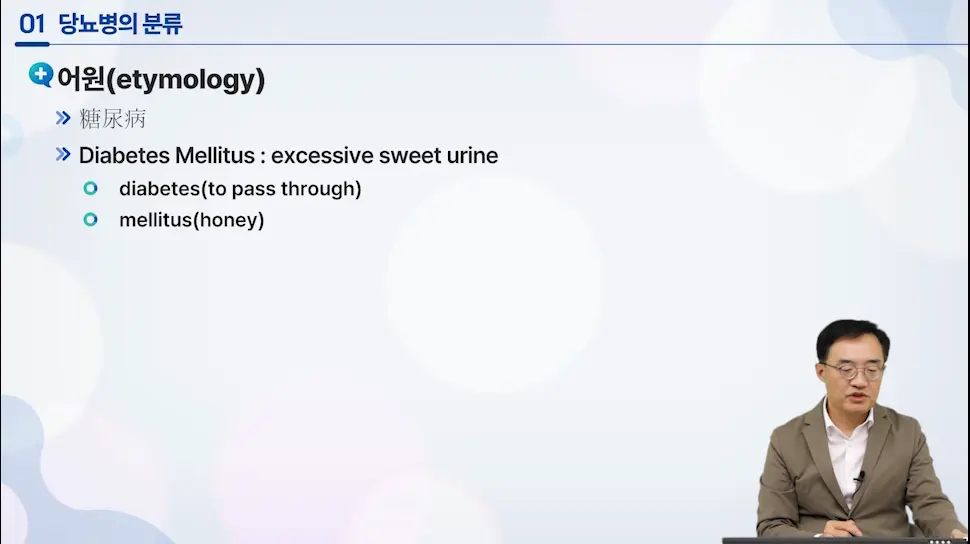 01 당뇨병의 분류
어원(etymology)
糖尿病
Diabetes Mellitus : excessive sweet urine
diabetes(to pass through)
mellitus(honey)